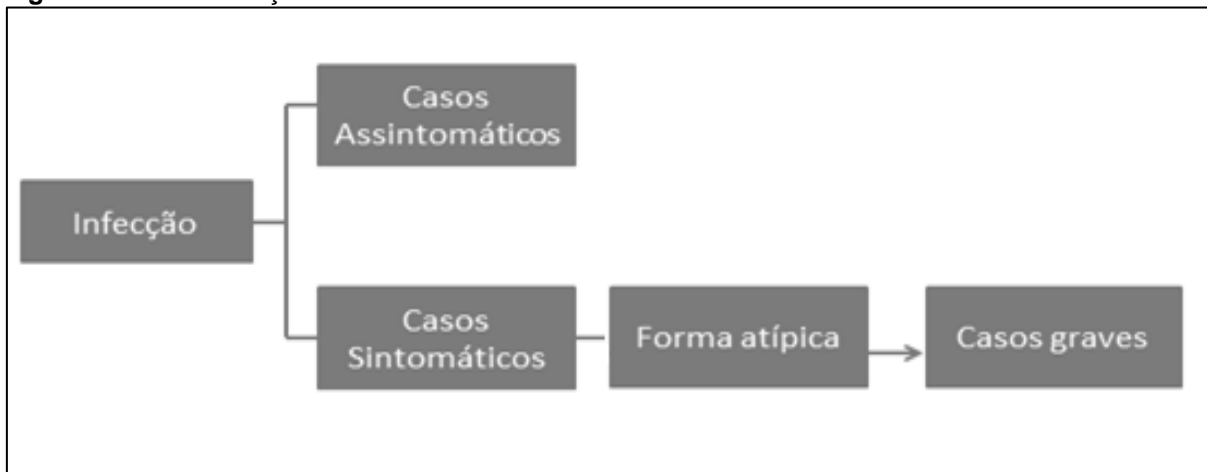 Casos
Assintomáticos
Infecção
Casos
Sintomáticos
Forma atípica
Casos graves